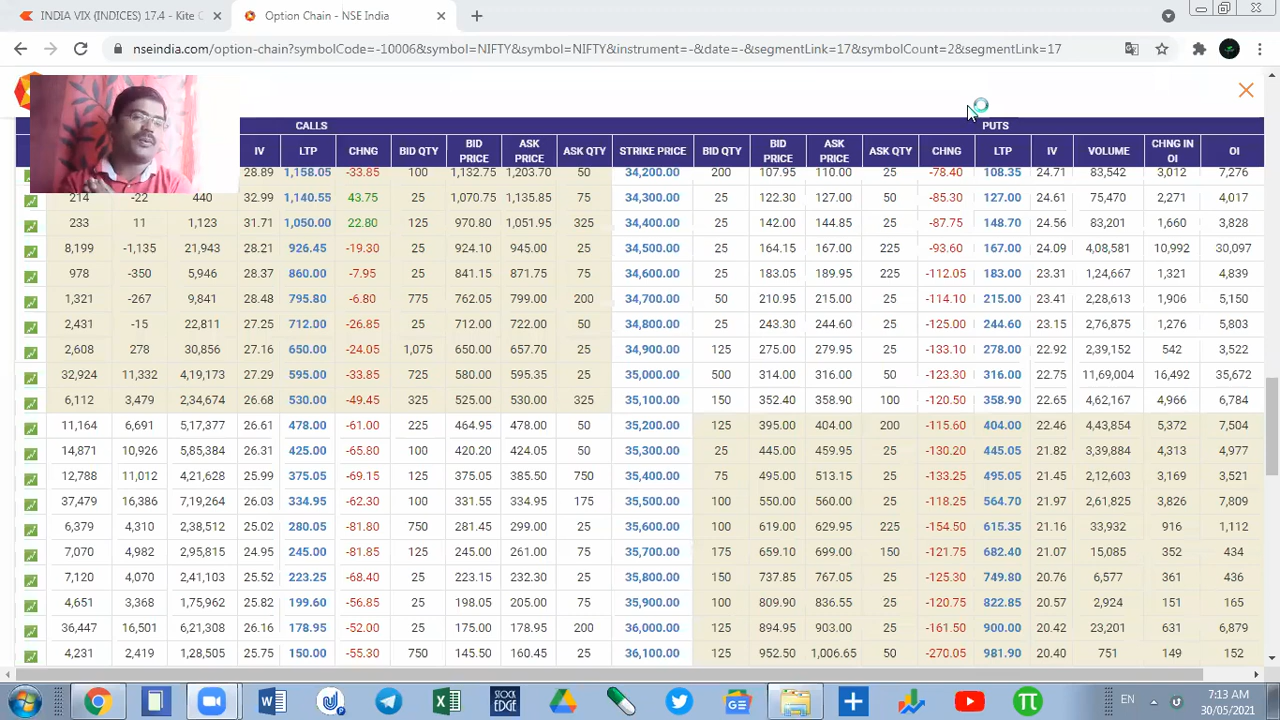 INDIA VIX (INDICES) 17.4 - Kite C
Option Chain - NSE India
nseindia.com/option-chain?symbolCode=-10006&symbol=NIFTY&symbol=NIFTY&instrument=-&date=-&segmentLink=17&symbolCount=2&segmentLink=17
CALLS PUTS
IV LTP CHNG BID QTY BID PRICE ASK PRICE ASK QTY STRIKE PRICE BID QTY BID PRICE ASK PRICE ASK QTY CHNG LTP IV VOLUME CHNG IN OI OI
28.89 1,158.05 -33.85 100 1,132.75 1,203.70 50 34,200.00 200 107.95 110.00 25 -78.40 108.35 24.71 83,542 3,012 7,276
214 -22 440 32.99 1,140.55 43.75 25 1,070.75 1,135.85 75 34,300.00 25 122.30 127.00 50 -85.30 127.00 24.61 75,470 2,271 4,017
233 11 1,123 31.71 1,050.00 22.80 125 970.80 1,051.95 325 34,400.00 25 142.00 144.85 25 -87.75 148.70 24.56 83,201 1,660 3,828
8,199 -1,135 21,943 28.21 926.45 -19.30 25 924.10 945.00 25 34,500.00 25 164.15 167.00 225 -93.60 167.00 24.09 4,08,581 10,992 30,097
978 -350 5,946 28.37 860.00 -7.95 25 841.15 871.75 75 34,600.00 25 183.05 189.95 225 -112.05 183.00 23.31 1,24,667 1,321 4,839
1,321 -267 9,841 28.48 795.80 -6.80 775 762.05 799.00 200 34,700.00 50 210.95 215.00 25 -114.10 215.00 23.41 2,28,613 1,906 5,150
2,431 -15 22,811 27.25 712.00 -26.85 25 712.00 722.00 50 34,800.00 25 243.30 244.60 25 -125.00 244.60 23.15 2,76,875 1,276 5,803
2,608 278 30,856 27.16 650.00 -24.05 1,075 650.00 657.70 25 34,900.00 125 275.00 279.95 25 -133.10 278.00 22.92 2,39,152 542 3,522
32,924 11,332 4,19,173 27.29 595.00 -33.85 725 580.00 595.35 25 35,000.00 500 314.00 316.00 50 -123.30 316.00 22.75 11,69,004 16,492 35,672
6,112 3,479 2,34,674 26.68 530.00 -49.45 325 525.00 530.00 325 35,100.00 150 352.40 358.90 100 -120.50 358.90 22.65 4,62,167 4,966 6,784
11,164 6,691 5,17,377 26.61 478.00 -61.00 225 464.95 478.00 50 35,200.00 125 395.00 404.00 200 -115.60 404.00 22.46 4,43,854 5,372 7,504
14,871 10,926 5,85,384 26.31 425.00 -65.80 100 420.20 424.05 50 35,300.00 25 445.00 459.95 25 -130.20 445.05 21.82 3,39,884 4,313 4,977
12,788 11,012 4,21,628 25.99 375.05 -69.15 125 375.05 385.50 750 35,400.00 75 495.00 513.15 25 -133.25 495.05 21.45 2,12,603 3,169 3,521
37,479 16,386 7,19,264 26.03 334.95 -62.30 100 331.55 334.95 175 35,500.00 100 550.00 560.00 25 -118.25 564.70 21.97 2,61,825 3,826 7,809
6,379 4,310 2,38,512 25.02 280.05 -81.80 750 281.45 299.00 25 35,600.00 100 619.00 629.95 225 -154.50 615.35 21.16 33,932 916 1,112
7,070 4,982 2,95,815 24.95 245.00 -81.85 125 245.00 261.00 75 35,700.00 175 659.10 699.00 150 -121.75 682.40 21.07 15,085 352 434
7,120 4,070 2,41,103 25.52 223.25 -68.40 25 223.15 232.30 25 35,800.00 150 737.85 767.05 25 -125.30 749.80 20.76 6,577 361 436
4,651 3,368 1,75,962 25.82 199.60 -56.85 25 198.05 205.00 75 35,900.00 100 809.90 836.55 25 -120.75 822.85 20.57 2,924 151 165
36,447 16,501 6,21,308 26.16 178.95 -52.00 25 175.00 178.95 200 36,000.00 125 894.95 903.00 25 -161.50 900.00 20.42 23,201 631 6,879
4,231 2,419 1,28,505 25.75 150.00 -55.30 750 145.50 160.45 25 36,100.00 125 952.50 1,006.65 50 -270.05 981.90 20.40 751 149 152
STOCK EDGE
EN
7:13 AM
30/05/2021